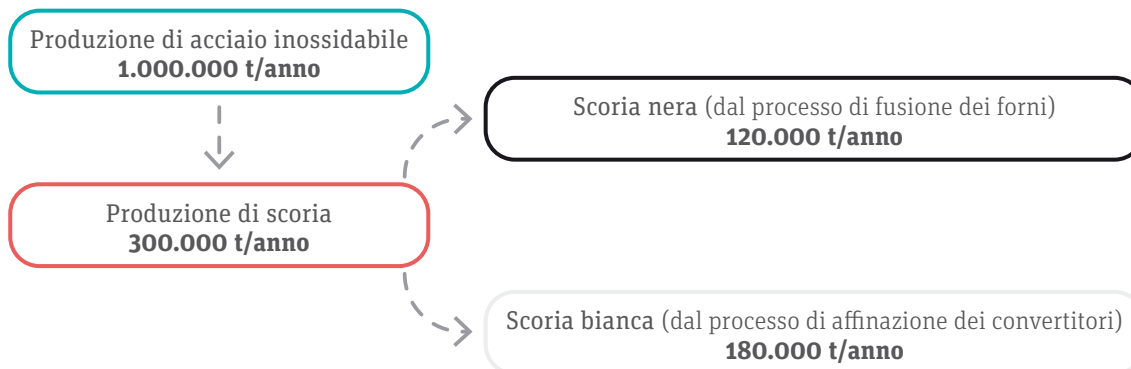 Produzione di acciaio inossidabile
1.000.000 t/anno
Scoria nera (dal processo di fusione dei forni)
120.000 t/anno
Produzione di scoria
300.000 t/anno
Scoria bianca (dal processo di affinazione dei convertitori)
180.000 t/anno